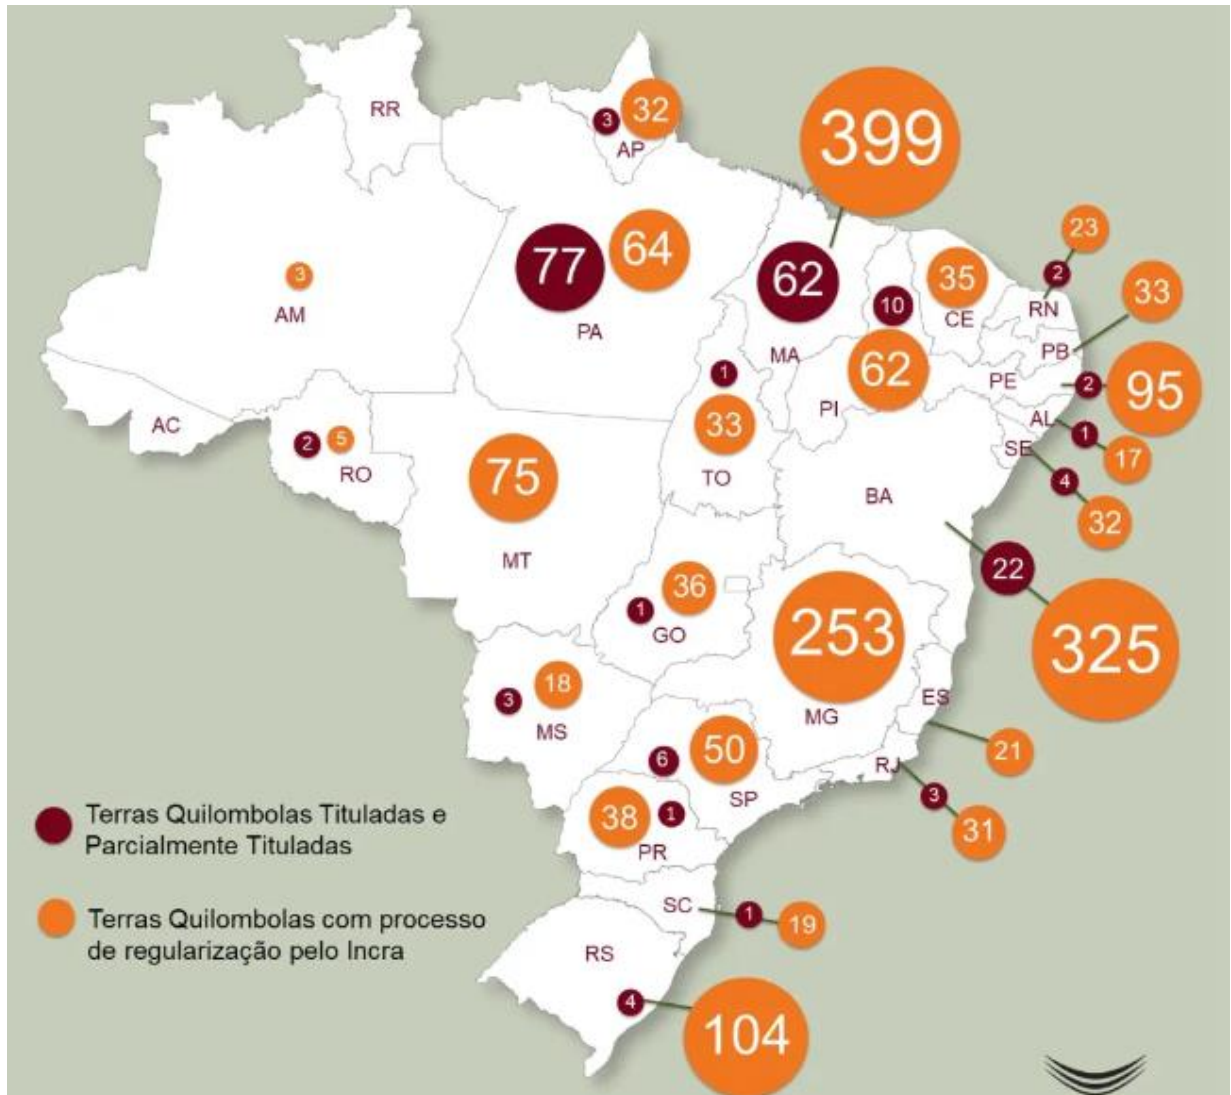 RR
3
32
AP
399
77
64
PA
62
MA
3
AM
10
35
CE
23
2
RN
33
PB
62
PI
PE
2
95
AL
1
17
SE
4
32
1
33
TO
AC
2
5
RO
75
MT
BA
22
325
36
1
GO
253
MG
ES
21
18
3
MS
50
6
SP
RJ
3
31
38
1
PR
SC
1
19
RS
4
104
Terras Quilombolas Tituladas e
Parcialmente Tituladas
Terras Quilombolas com processo
de regularização pelo Incra